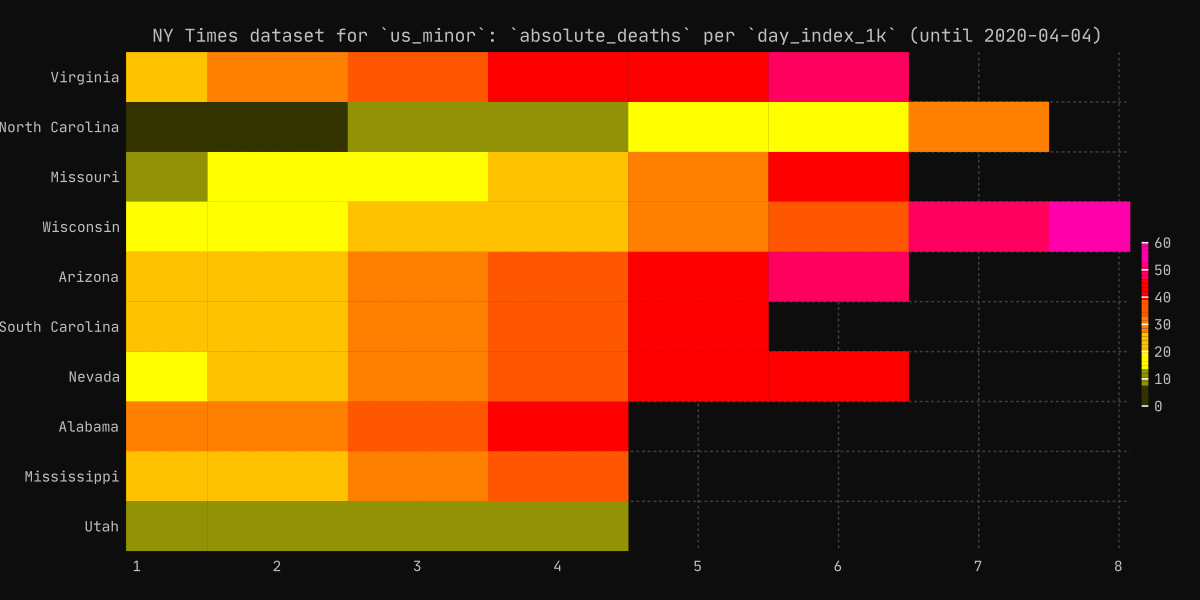 NY Times dataset for `us_minor`: `absolute_deaths` per `day_index_1k` (until 2020-04-04)
Virginia
North Carolina
Missouri
Wisconsin
Arizona
South Carolina
Nevada
Alabama
Mississippi
Utah
1 2 3 4 5 6 7 8
60
50
40
30
20
10
0